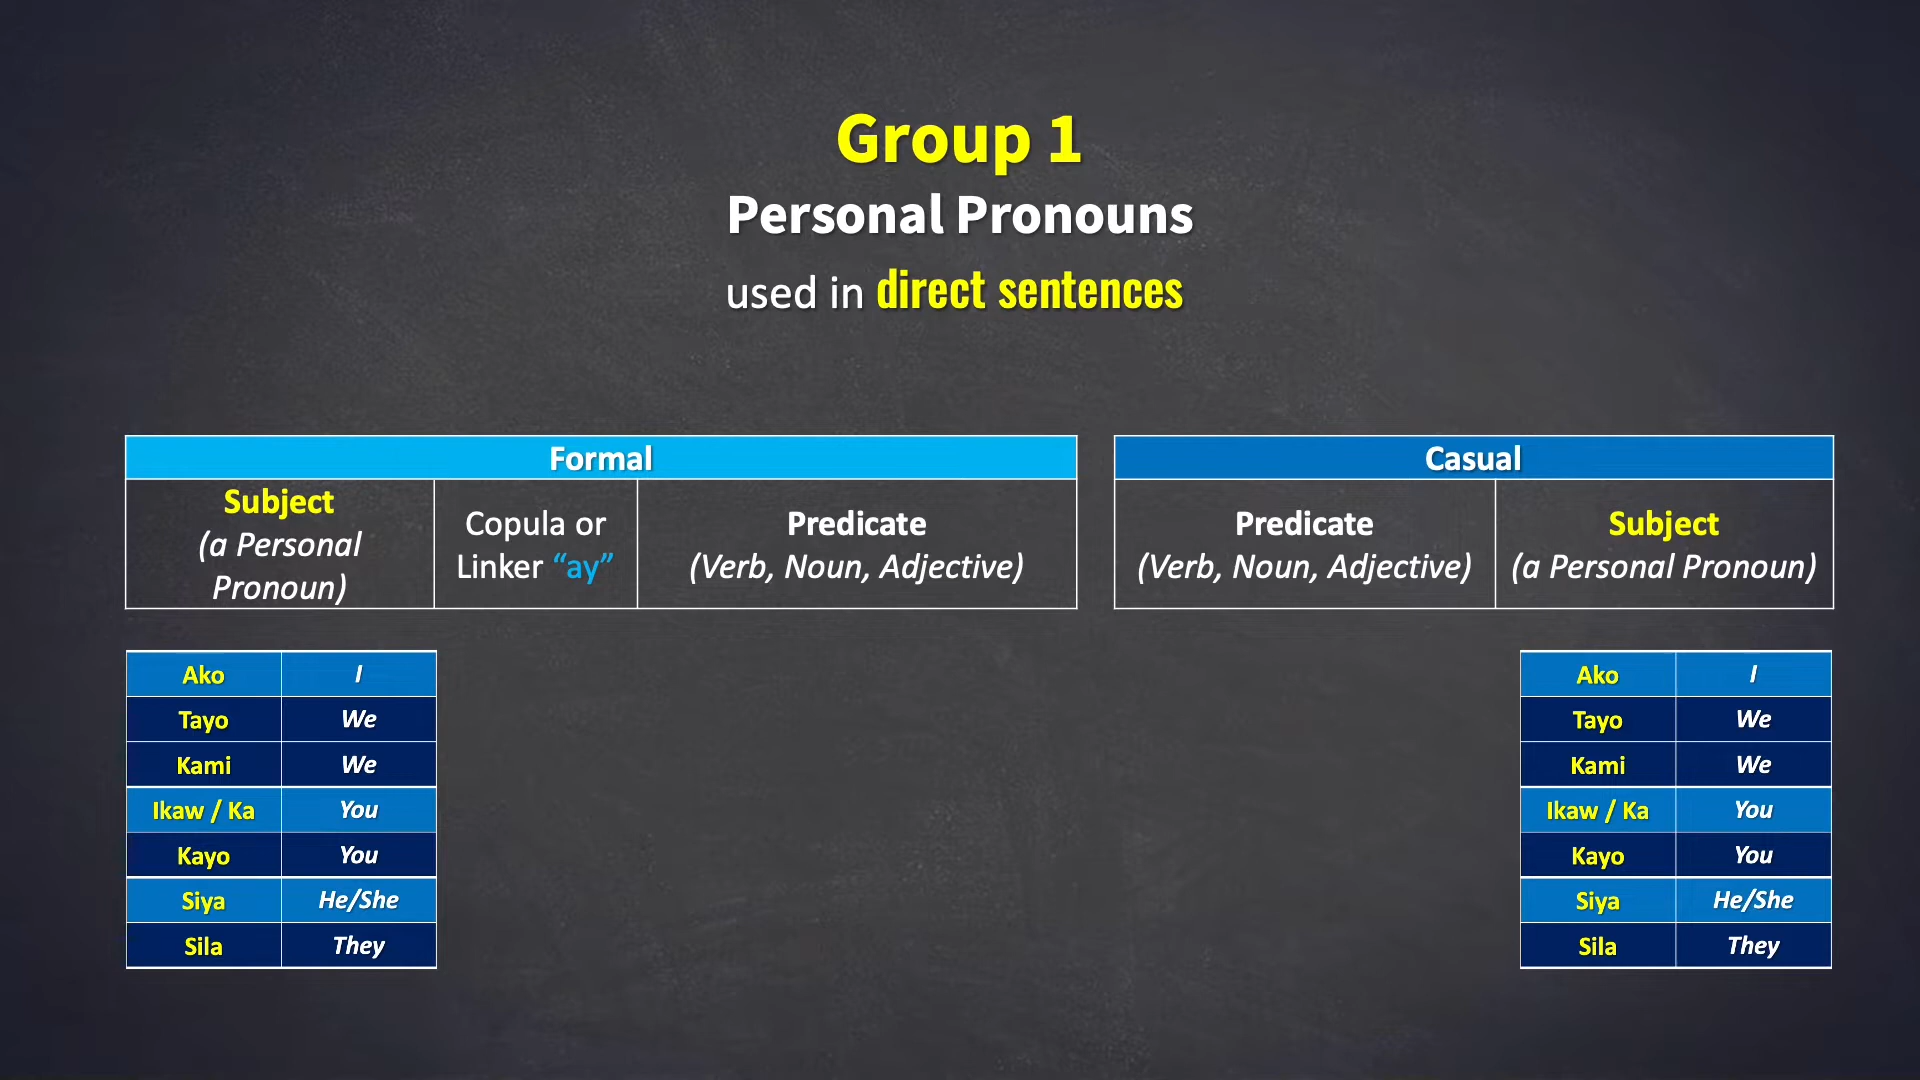 Group 1
Personal Pronouns
used in direct sentences
Formal
Subject
(a Personal
Pronoun)
Copula or
Linker “ay”
Predicate
(Verb, Noun, Adjective)
Casual
Predicate
(Verb, Noun, Adjective)
Subject
(a Personal Pronoun)
Ako I
Tayo We
Kami We
Ikaw / Ka You
Kayo You
Siya He/She
Sila They
Ako I
Tayo We
Kami We
Ikaw / Ka You
Kayo You
Siya He/She
Sila They